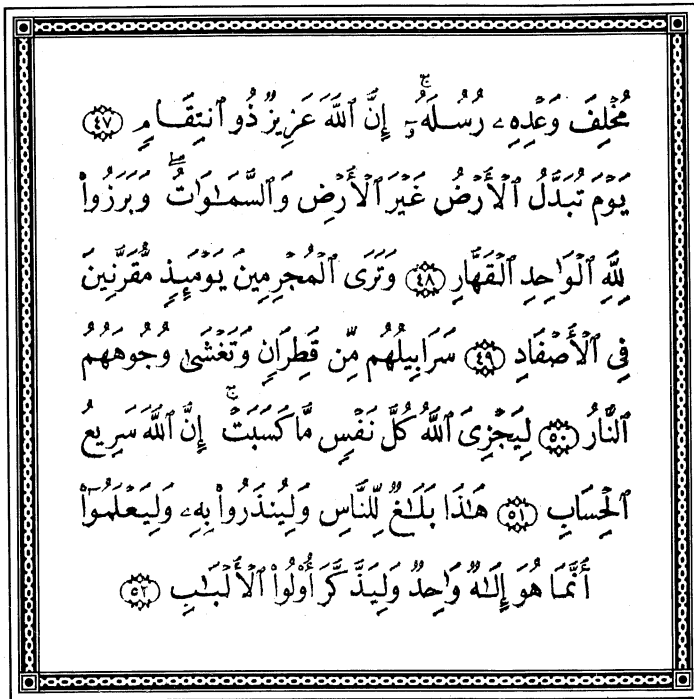 مُخْلِفَ وَعْدِهِۦ رُسُلَهُۥٓ ۗ إِنَّ ٱللَّهَ عَزِيزٌ ذُو ٱنتِقَامٍ ﴿٤٧﴾
يَوْمَ تُبَدَّلُ ٱلْأَرْضُ غَيْرَ ٱلْأَرْضِ وَٱلسَّمَٰوَٰتُ ۖ وَبَرَزُوا۟
لِلَّهِ ٱلْوَٰحِدِ ٱلْقَهَّارِ ﴿٤٨﴾ وَتَرَى ٱلْمُجْرِمِينَ يَوْمَئِذٍ مُّقَرَّنِينَ
فِى ٱلْأَصْفَادِ ﴿٤٩﴾ سَرَابِيلُهُم مِّن قَطِرَانٍ وَتَغْشَىٰ وُجُوهَهُمُ
ٱلنَّارُ ﴿٥٠﴾ لِيَجْزِىَ ٱللَّهُ كُلَّ نَفْسٍ مَّا كَسَبَتْ ۚ إِنَّ ٱللَّهَ سَرِيعُ
ٱلْحِسَابِ ﴿٥١﴾ هَٰذَا بَلَٰغٌ لِّلنَّاسِ وَلِيُنذَرُوا۟ بِهِۦ وَلِيَعْلَمُوٓا۟
أَنَّمَا هُوَ إِلَٰهٌ وَٰحِدٌ وَلِيَذَّكَّرَ أُو۟لُوا۟ ٱلْأَلْبَٰبِ ﴿٥٢﴾